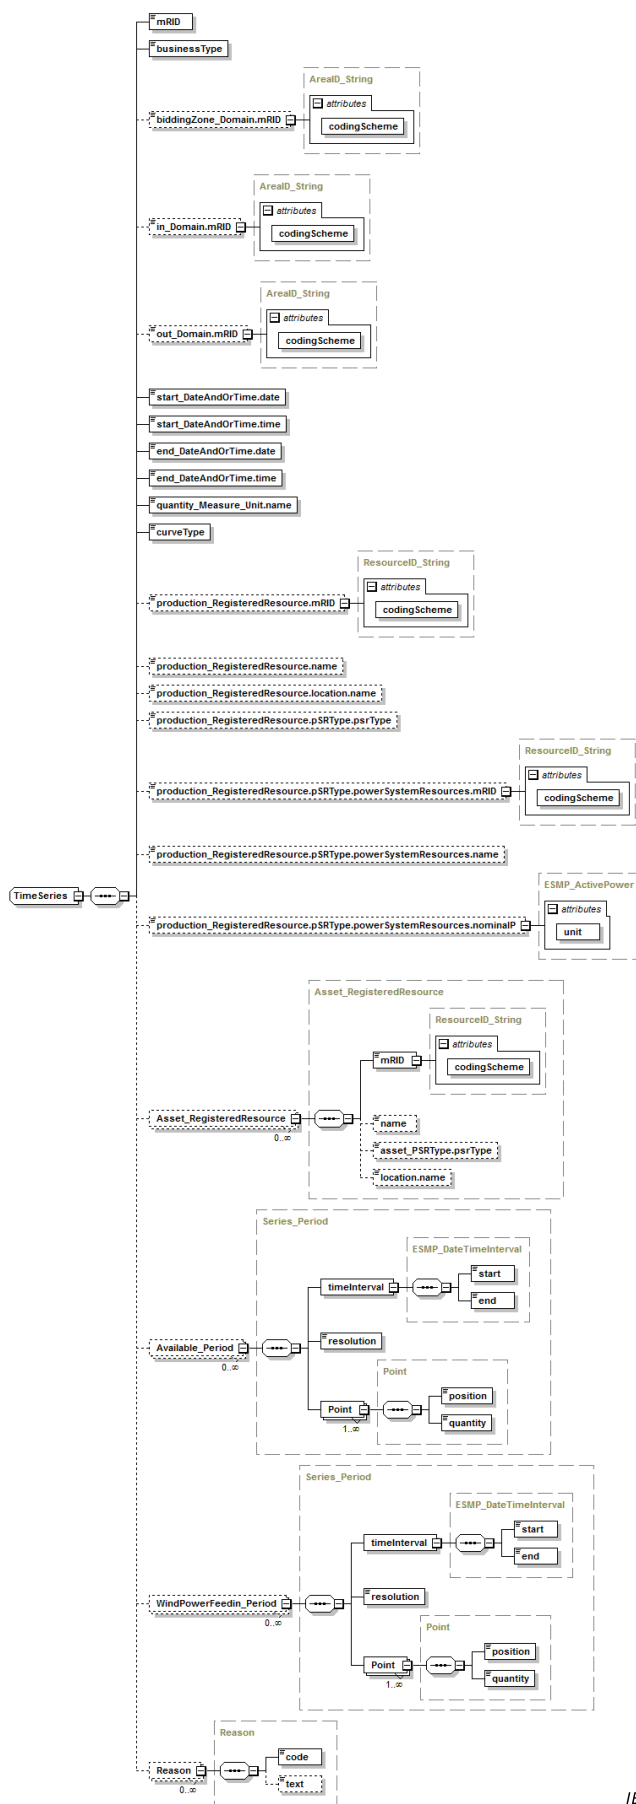 mRID
businessType
AreaID_String
attributes
biddingZone_Domain.mRID
codingScheme
AreaID_String
attributes
in_Domain.mRID
codingScheme
AreaID_String
attributes
out_Domain.mRID
codingScheme
start_DateAndOrTime.date
start_DateAndOrTime.time
end_DateAndOrTime.date
end_DateAndOrTime.time
quantity_Measure_Unit.name
curveType
ResourceID_String
attributes
production_RegisteredResource.mRID
codingScheme
production_RegisteredResource.name
production_RegisteredResource.location.name
production_RegisteredResource.pSRType.psrType
ResourceID_String
attributes
production_RegisteredResource.pSRType.powerSystemResources.mRID
codingScheme
production_RegisteredResource.pSRType.powerSystemResources.name
TimeSeries
ESMP_ActivePower
attributes
production_RegisteredResource.pSRType.powerSystemResources.nominalP
unit
Asset_RegisteredResource
ResourceID_String
attributes
mRID
codingScheme
Asset_RegisteredResource
0..∞
name
asset_PSRType.psrType
location.name
Series_Period
ESMP_DateTimeInterval
start
timeInterval
end
resolution
Available_Period
0..∞
Point
position
Point
1..∞
quantity
Series_Period
ESMP_DateTimeInterval
start
timeInterval
end
resolution
WindPowerFeedin_Period
0..∞
Point
position
Point
1..∞
quantity
Reason
code
Reason
0..∞
text